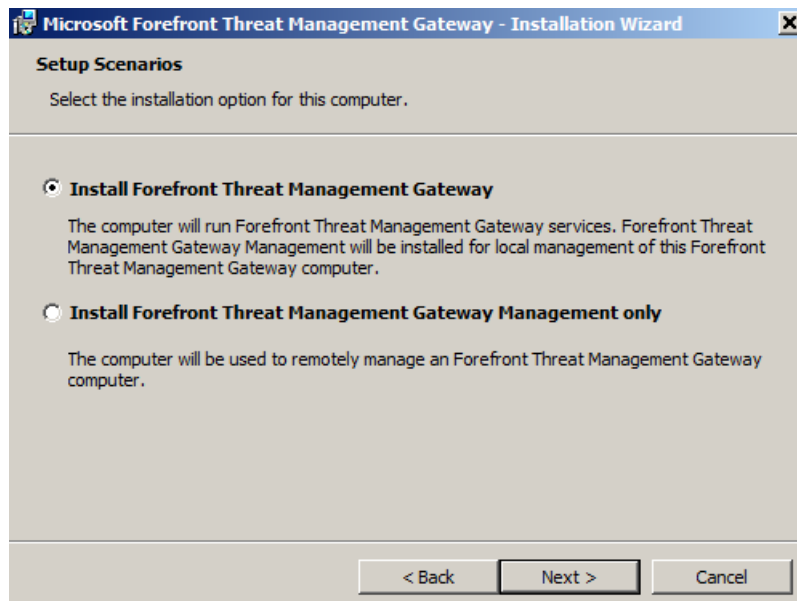 Microsoft Forefront Threat Management Gateway - Installation Wizard
Setup Scenarios
Select the installation option for this computer.
Install Forefront Threat Management Gateway
The computer will run Forefront Threat Management Gateway services. Forefront Threat
Management Gateway Management will be installed for local management of this Forefront
Threat Management Gateway computer.
Install Forefront Threat Management Gateway Management only
The computer will be used to remotely manage an Forefront Threat Management Gateway
computer.
< Back Next > Cancel